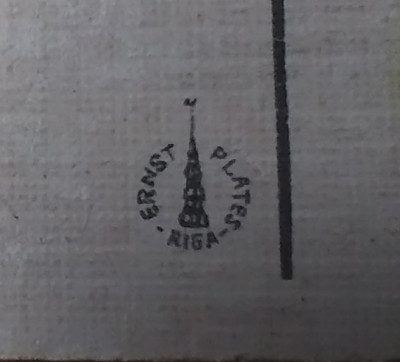 ERNST PLATES
- RIGA -